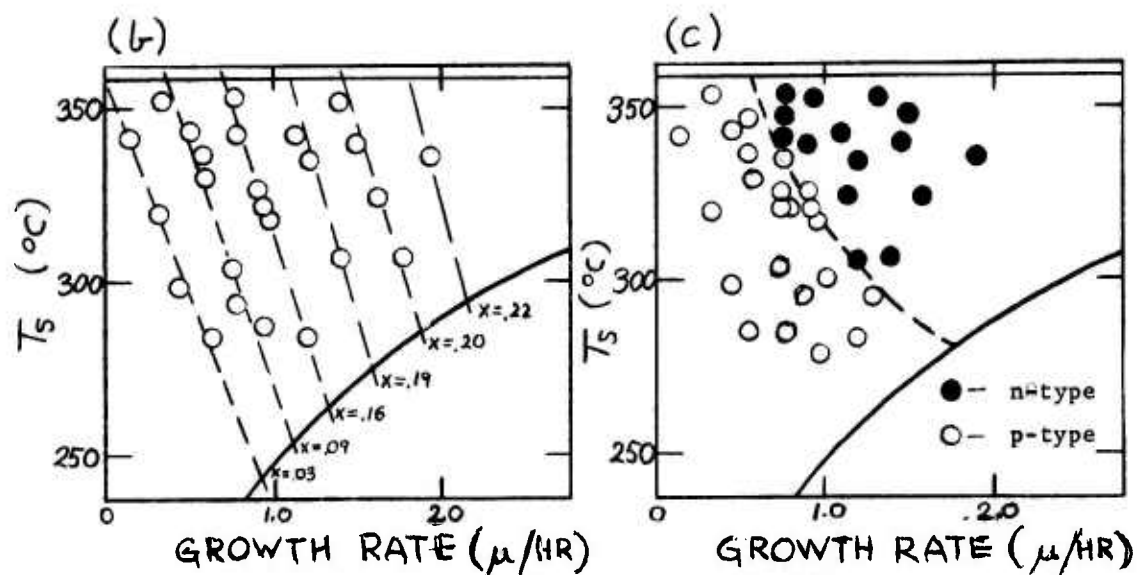 (b)
350
300
250
Ts (°C)
0 1.0 2.0
GROWTH RATE (μ/HR)
x=.03
x=.09
x=.16
x=.19
x=.20
x=.22
(c)
350
300
250
Ts (°C)
0 1.0 2.0
GROWTH RATE (μ/HR)
● – n-type
○ – p-type